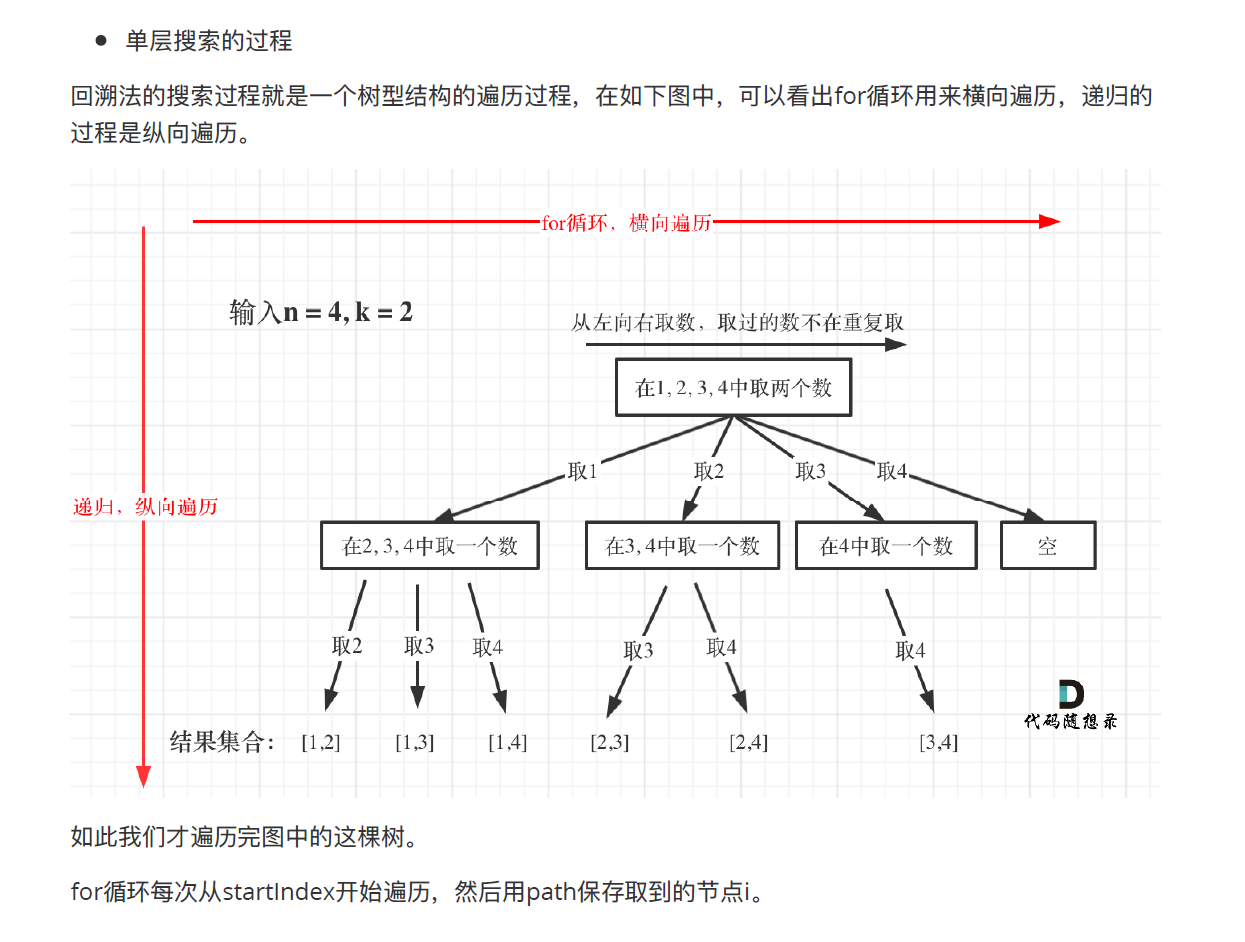 单层搜索的过程
回溯法的搜索过程就是一个树型结构的遍历过程，在如下图中，可以看出for循环用来横向遍历，递归的
过程是纵向遍历。
for循环，横向遍历
输入n = 4, k = 2
从左向右取数，取过的数不在重复取
在1, 2, 3, 4中取两个数
取1 取2 取3 取4
递归，纵向遍历
在2, 3, 4中取一个数 在3, 4中取一个数 在4中取一个数 空
取2 取3 取4 取3 取4 取4
代码随想录
结果集合： [1,2] [1,3] [1,4] [2,3] [2,4] [3,4]
如此我们才遍历完图中的这棵树。
for循环每次从startIndex开始遍历，然后用path保存取到的节点i。